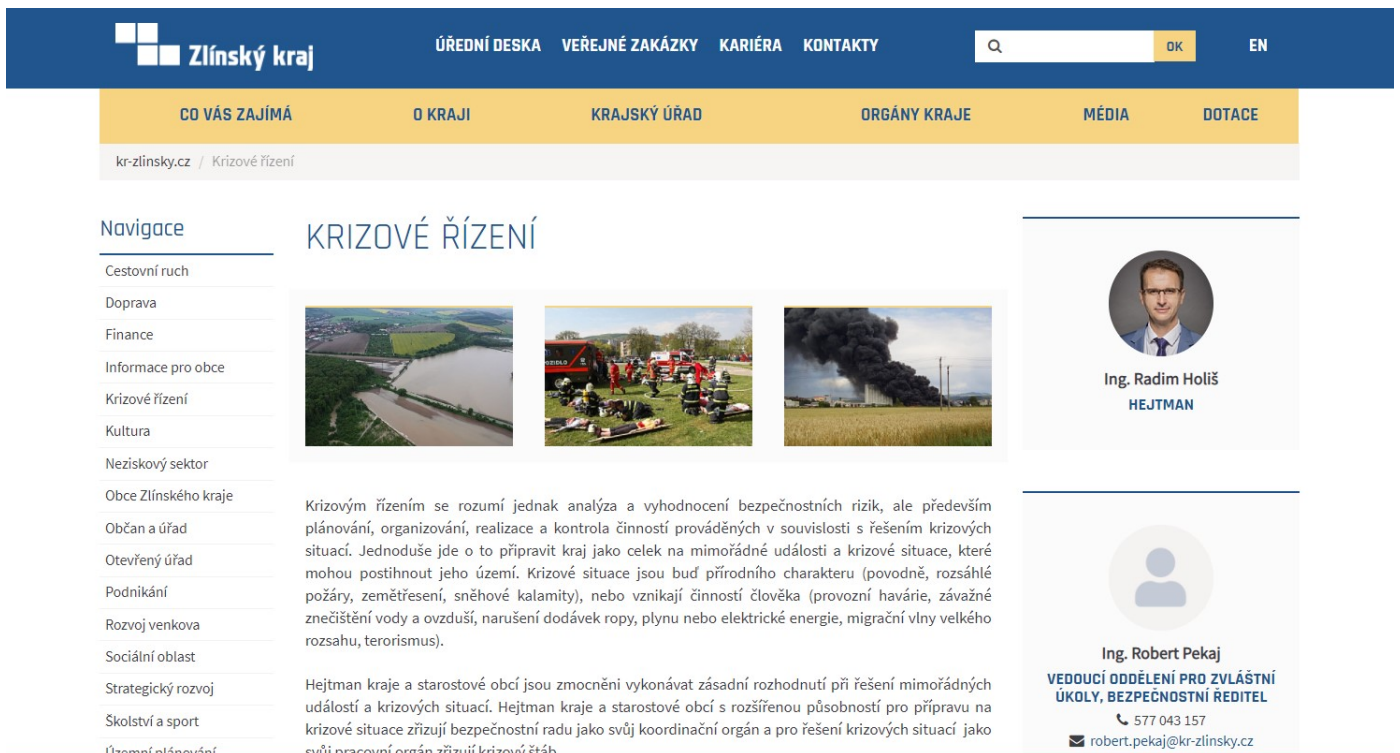 Zlínský kraj
ÚŘEDNÍ DESKA VEŘEJNÉ ZAKÁZKY KARIÉRA KONTAKTY
OK
EN
CO VÁS ZAJÍMÁ O KRAJI KRAJSKÝ ÚŘAD ORGÁNY KRAJE MÉDIA DOTACE
kr-zlinsky.cz / Krizové řízení
Navigace
Cestovní ruch
Doprava
Finance
Informace pro obce
Krizové řízení
Kultura
Neziskový sektor
Obce Zlínského kraje
Občan a úřad
Otevřený úřad
Podnikání
Rozvoj venkova
Sociální oblast
Strategický rozvoj
Školství a sport
Územní plánování
KRIZOVÉ ŘÍZENÍ
Krizovým řízením se rozumí jednak analýza a vyhodnocení bezpečnostních rizik, ale především
plánování, organizování, realizace a kontrola činností prováděných v souvislosti s řešením krizových
situací. Jednoduše jde o to připravit kraj jako celek na mimořádné události a krizové situace, které
mohou postihnout jeho území. Krizové situace jsou buď přírodního charakteru (povodně, rozsáhlé
požáry, zemětřesení, sněhové kalamity), nebo vznikají činností člověka (provozní havárie, závažné
znečištění vody a ovzduší, narušení dodávek ropy, plynu nebo elektrické energie, migrační vlny velkého
rozsahu, terorismus).
Hejtman kraje a starostové obcí jsou zmocněni vykonávat zásadní rozhodnutí při řešení mimořádných
událostí a krizových situací. Hejtman kraje a starostové obcí s rozšířenou působností pro přípravu na
krizové situace zřizují bezpečnostní radu jako svůj koordinační orgán a pro řešení krizových situací jako
svůj pracovní orgán zřizují krizový štáb.
Ing. Radim Holiš
HEJTMAN
Ing. Robert Pekaj
VEDOUCÍ ODDĚLENÍ PRO ZVLÁŠTNÍ
ÚKOLY, BEZPEČNOSTNÍ ŘEDITEL
577 043 157
robert.pekaj@kr-zlinsky.cz